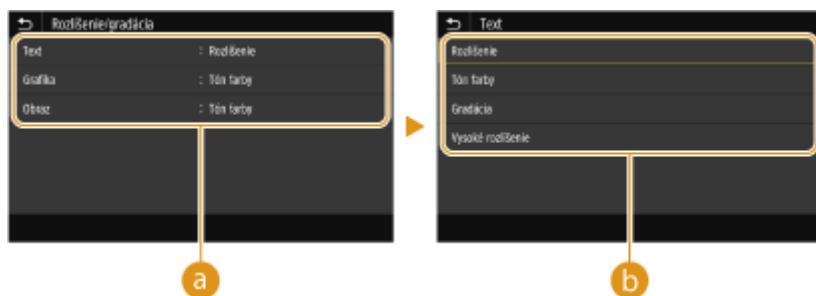 Rozlíšenie/gradácia
Text : Rozlíšenie
Grafika : Tón farby
Obraz : Tón farby
a
Text
Rozlíšenie
Tón farby
Gradácia
Vysoké rozlíšenie
b